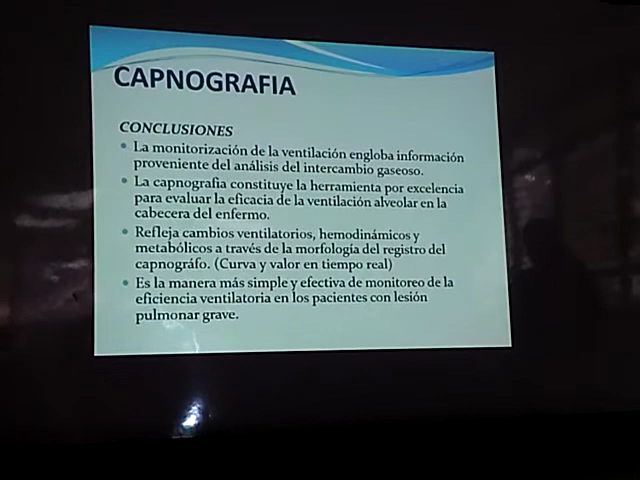 CAPNOGRAFIA
CONCLUSIONES
• La monitorización de la ventilación engloba información
proveniente del análisis del intercambio gaseoso.
• La capnografia constituye la herramienta por excelencia
para evaluar la eficacia de la ventilación alveolar en la
cabecera del enfermo.
• Refleja cambios ventilatorios, hemodinámicos y
metabólicos a través de la morfología del registro del
capnográfo. (Curva y valor en tiempo real)
• Es la manera más simple y efectiva de monitoreo de la
eficiencia ventilatoria en los pacientes con lesión
pulmonar grave.